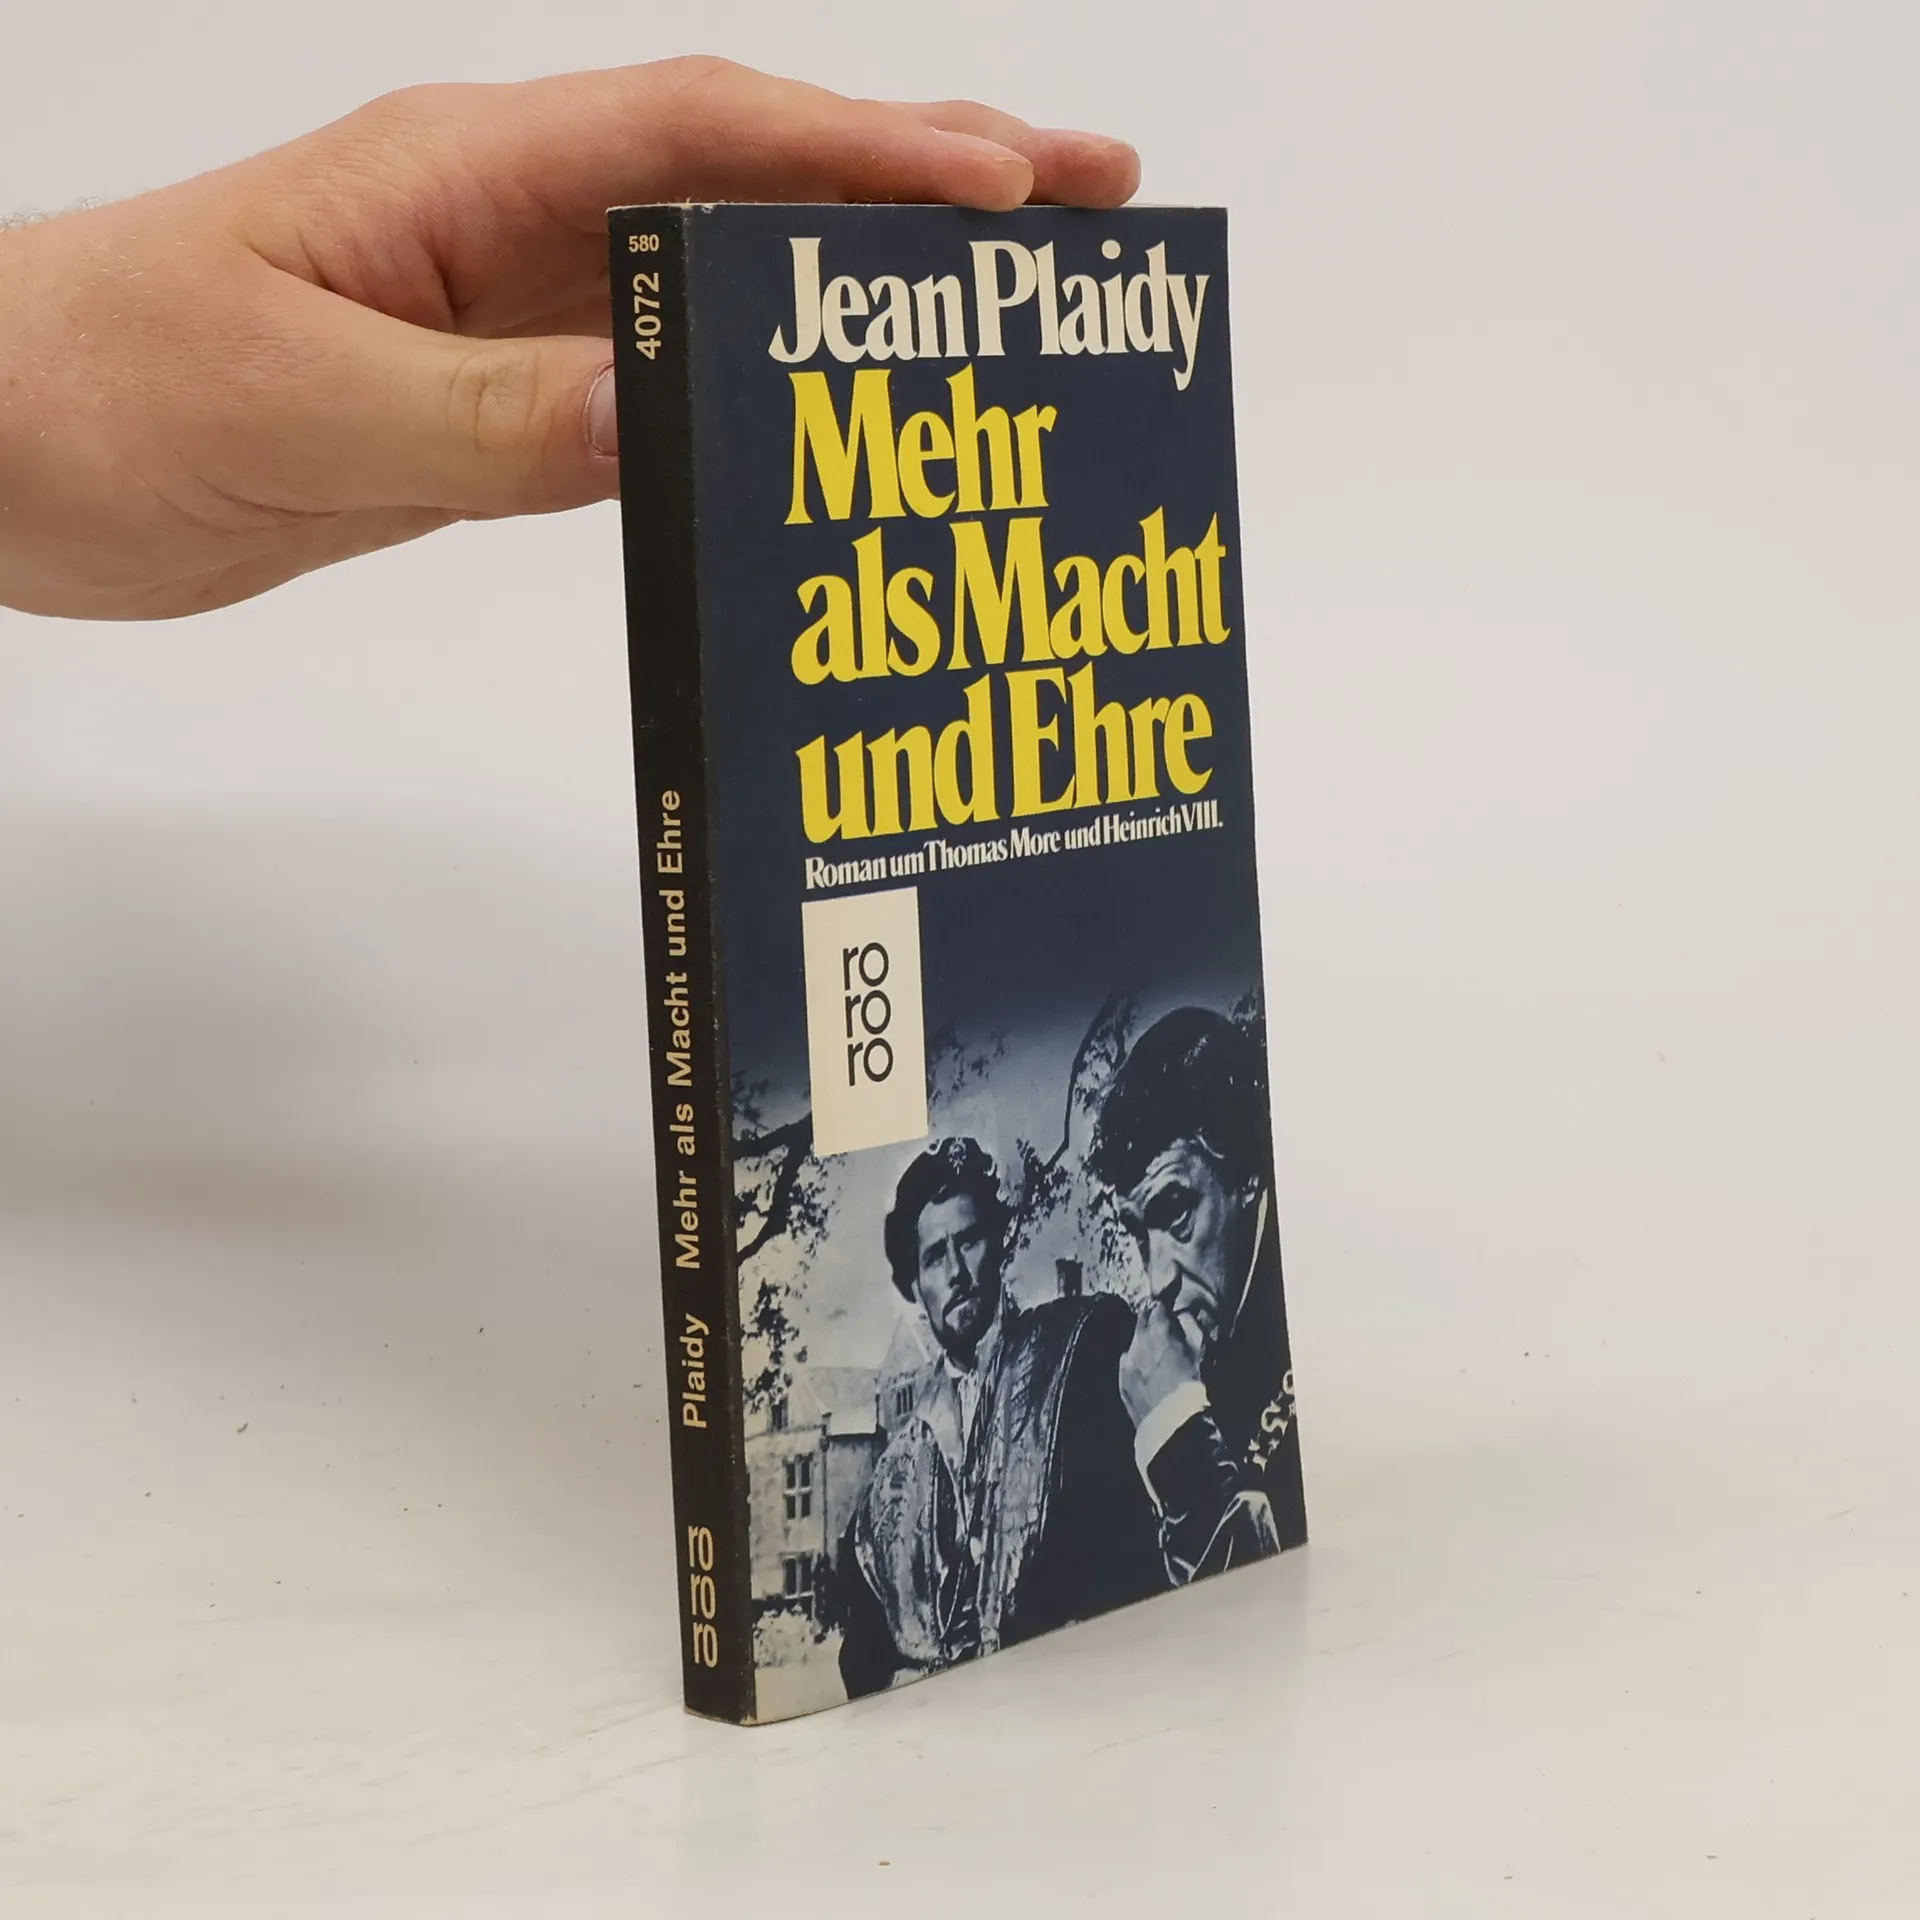 580
4072
Plaidy Mehr als Macht und Ehre
ro
ro
ro
Jean Plaidy
Mehr
als Macht
und Ehre
Roman um Thomas More und Heinrich VIII.
ro
ro
ro